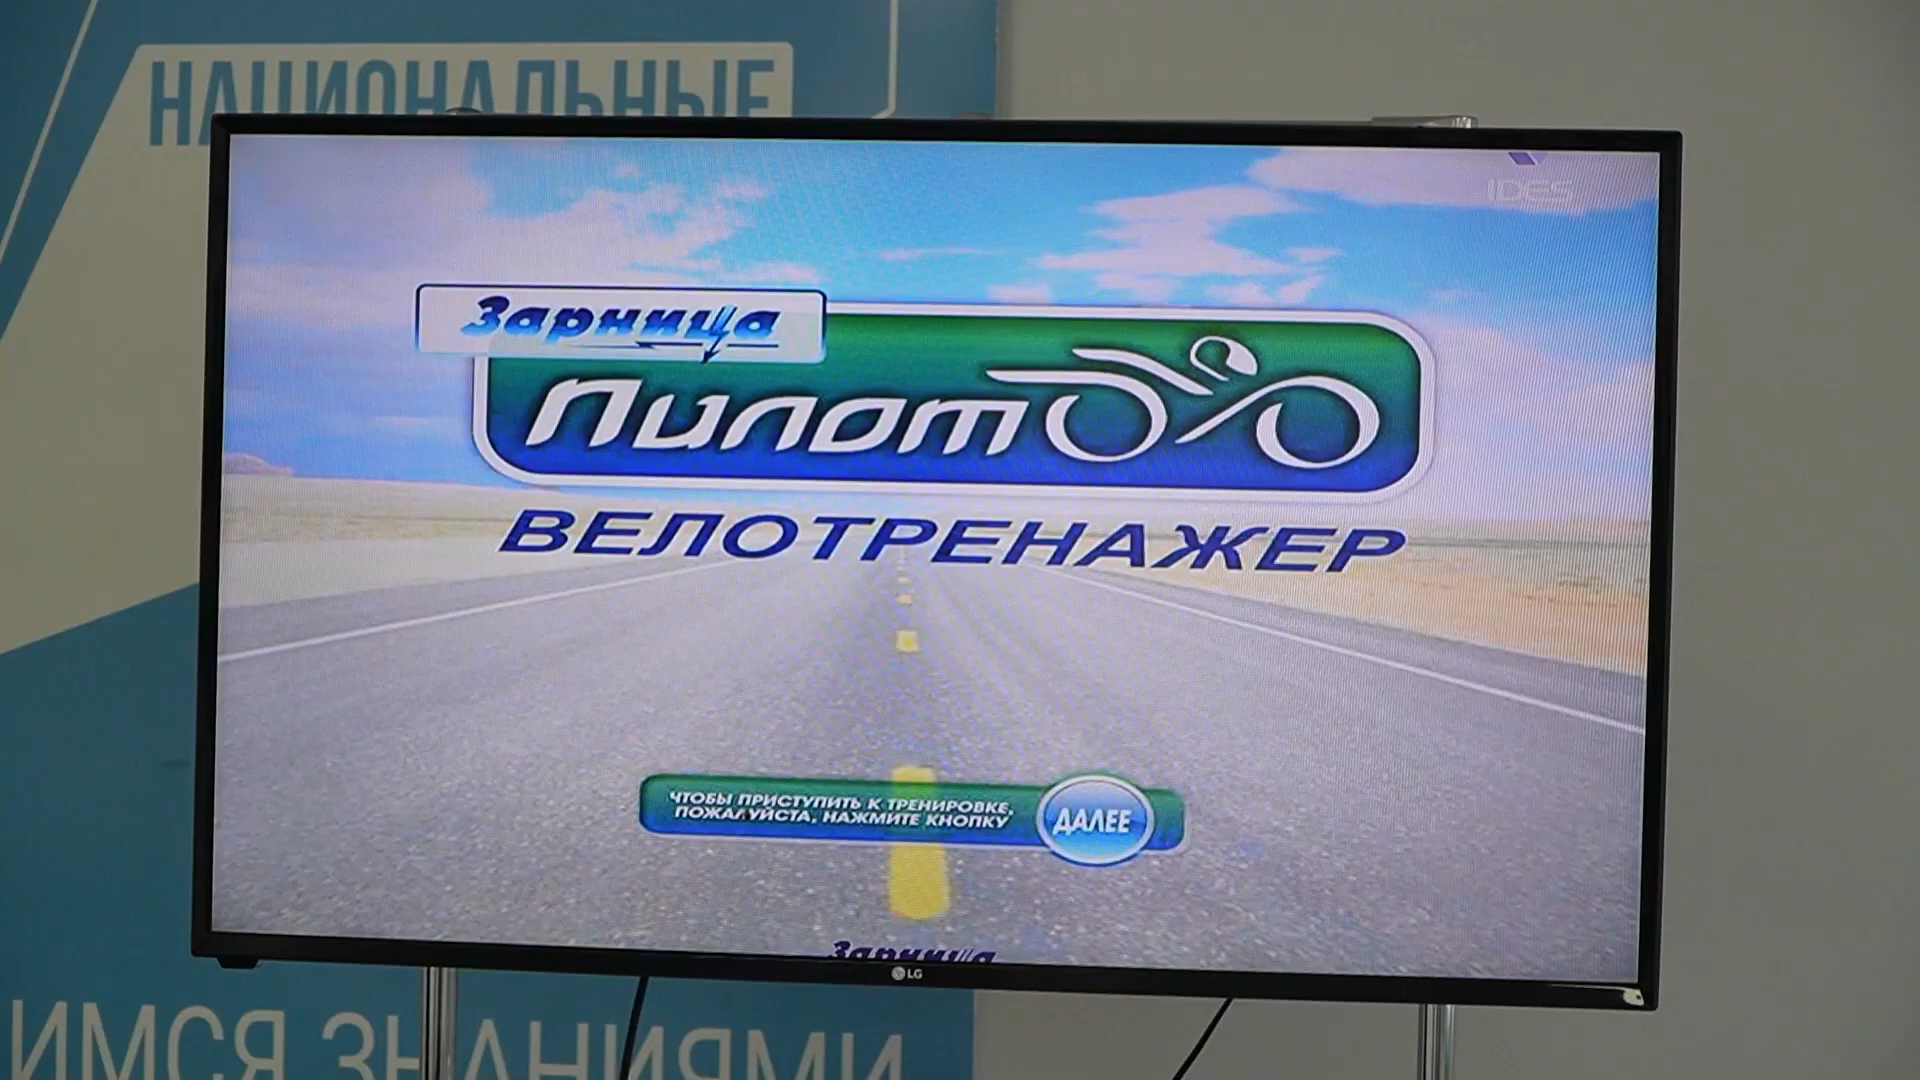 НАЦИОНАЛЬНЫЕ
IDES
Зарница
Пилот
ВЕЛОТРЕНАЖЕР
ЧТОБЫ ПРИСТУПИТЬ К ТРЕНИРОВКЕ,
ПОЖАЛУЙСТА, НАЖМИТЕ КНОПКУ
ДАЛЕЕ
Зарница
LG
ИМСЯ ЗНАНИЯМИ